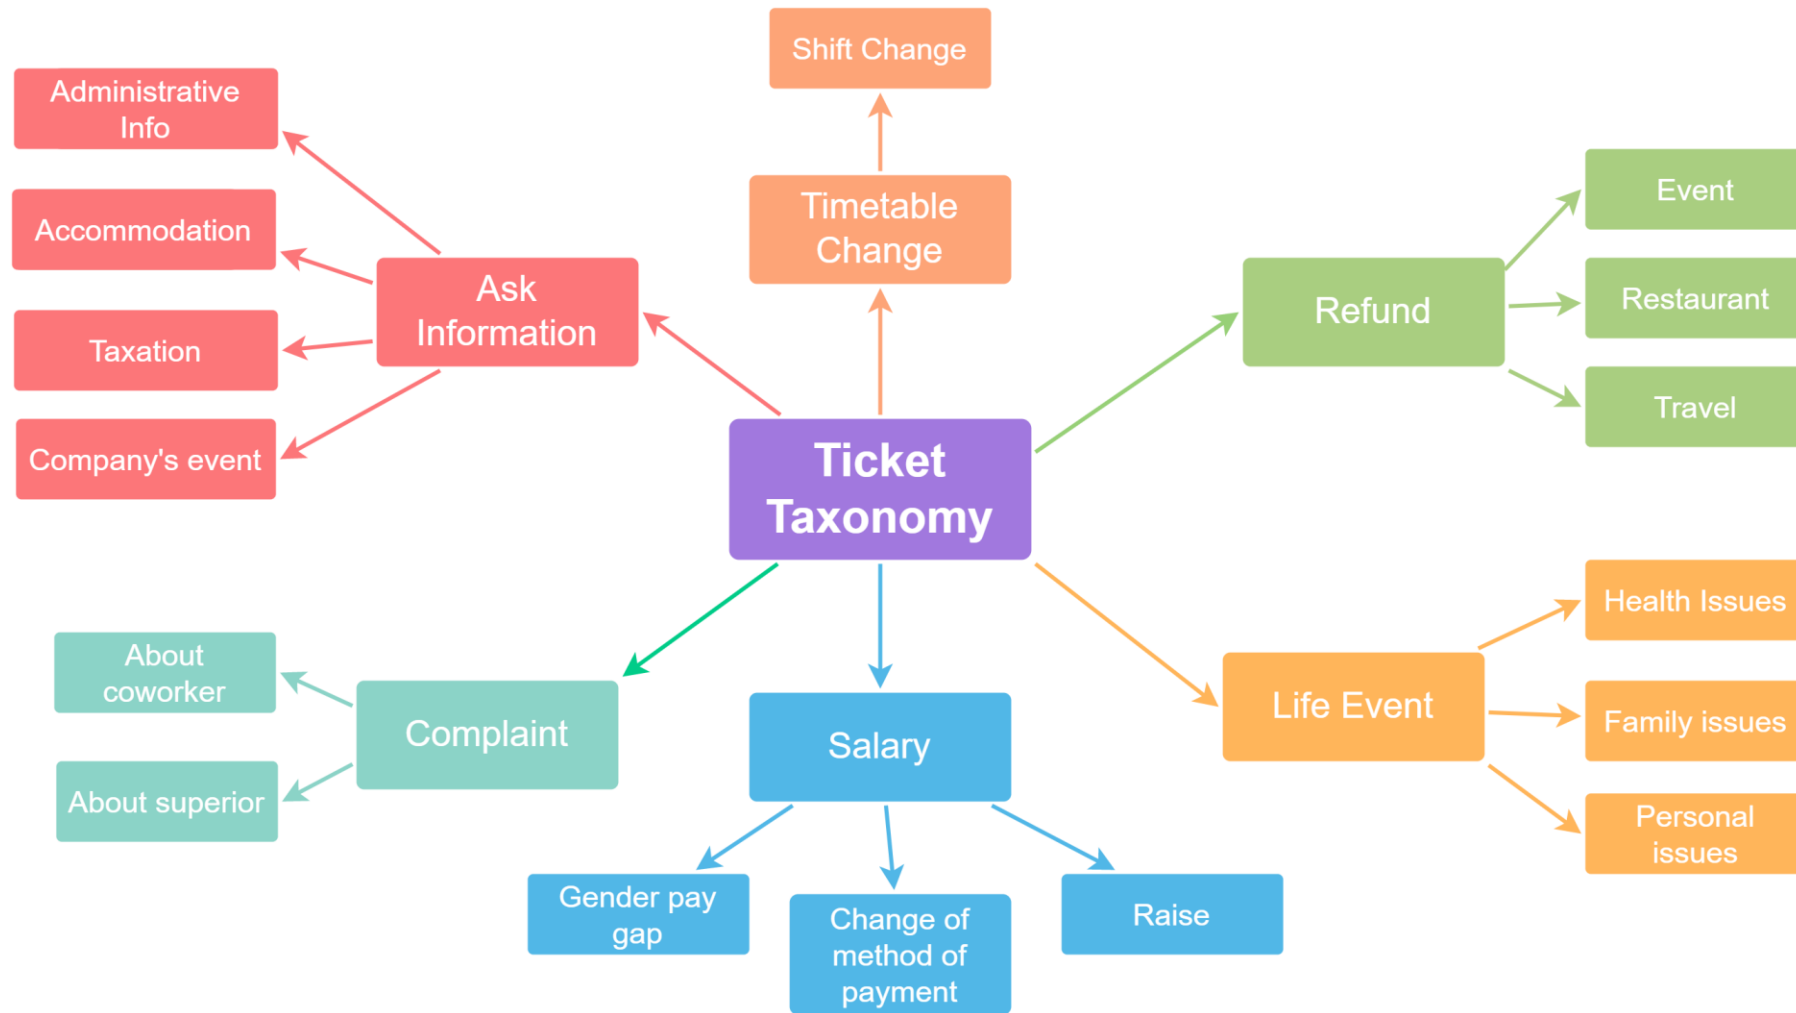 Shift Change
Timetable
Change
Administrative
Info
Accommodation
Taxation
Company's event
Ask
Information
Refund
Event
Restaurant
Travel
Ticket
Taxonomy
About
coworker
About superior
Complaint
Salary
Gender pay
gap
Change of
method of
payment
Raise
Life Event
Health Issues
Family issues
Personal
issues